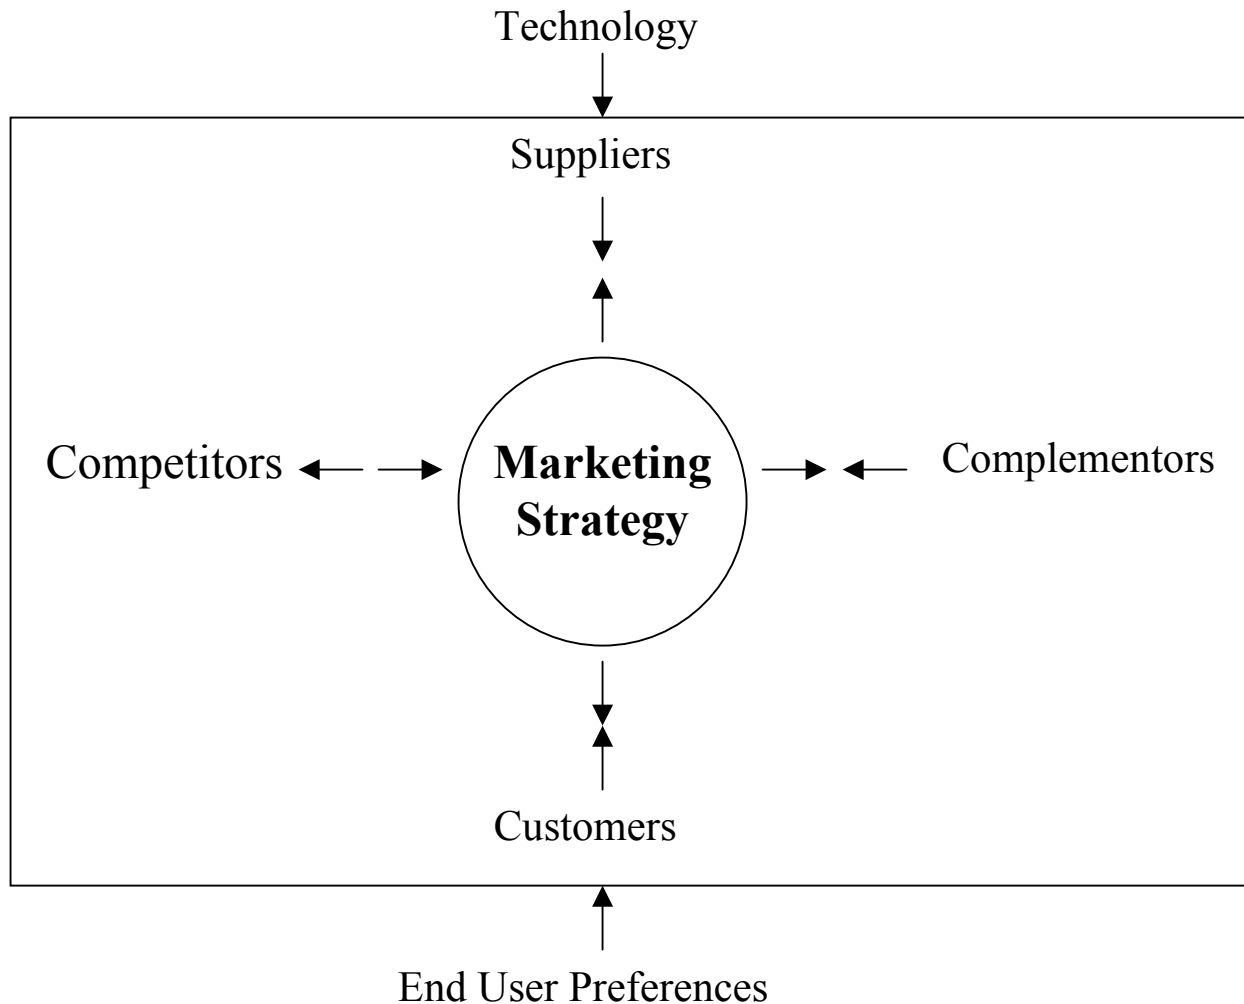 Technology
Suppliers
Competitors
Marketing
Strategy
Complementors
Customers
End User Preferences